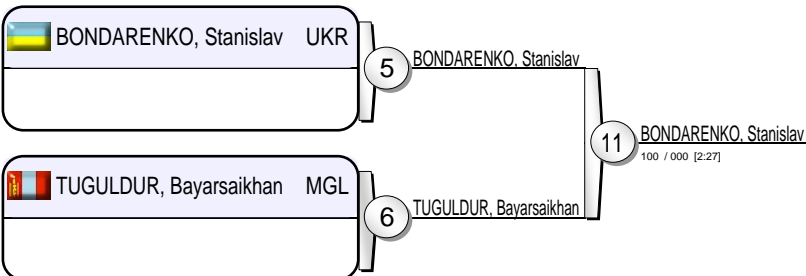 BONDARENKO, Stanislav UKR
5
BONDARENKO, Stanislav
11
BONDARENKO, Stanislav
100 / 000 [2:27]
TUGULDUR, Bayarsaikhan MGL
6
TUGULDUR, Bayarsaikhan